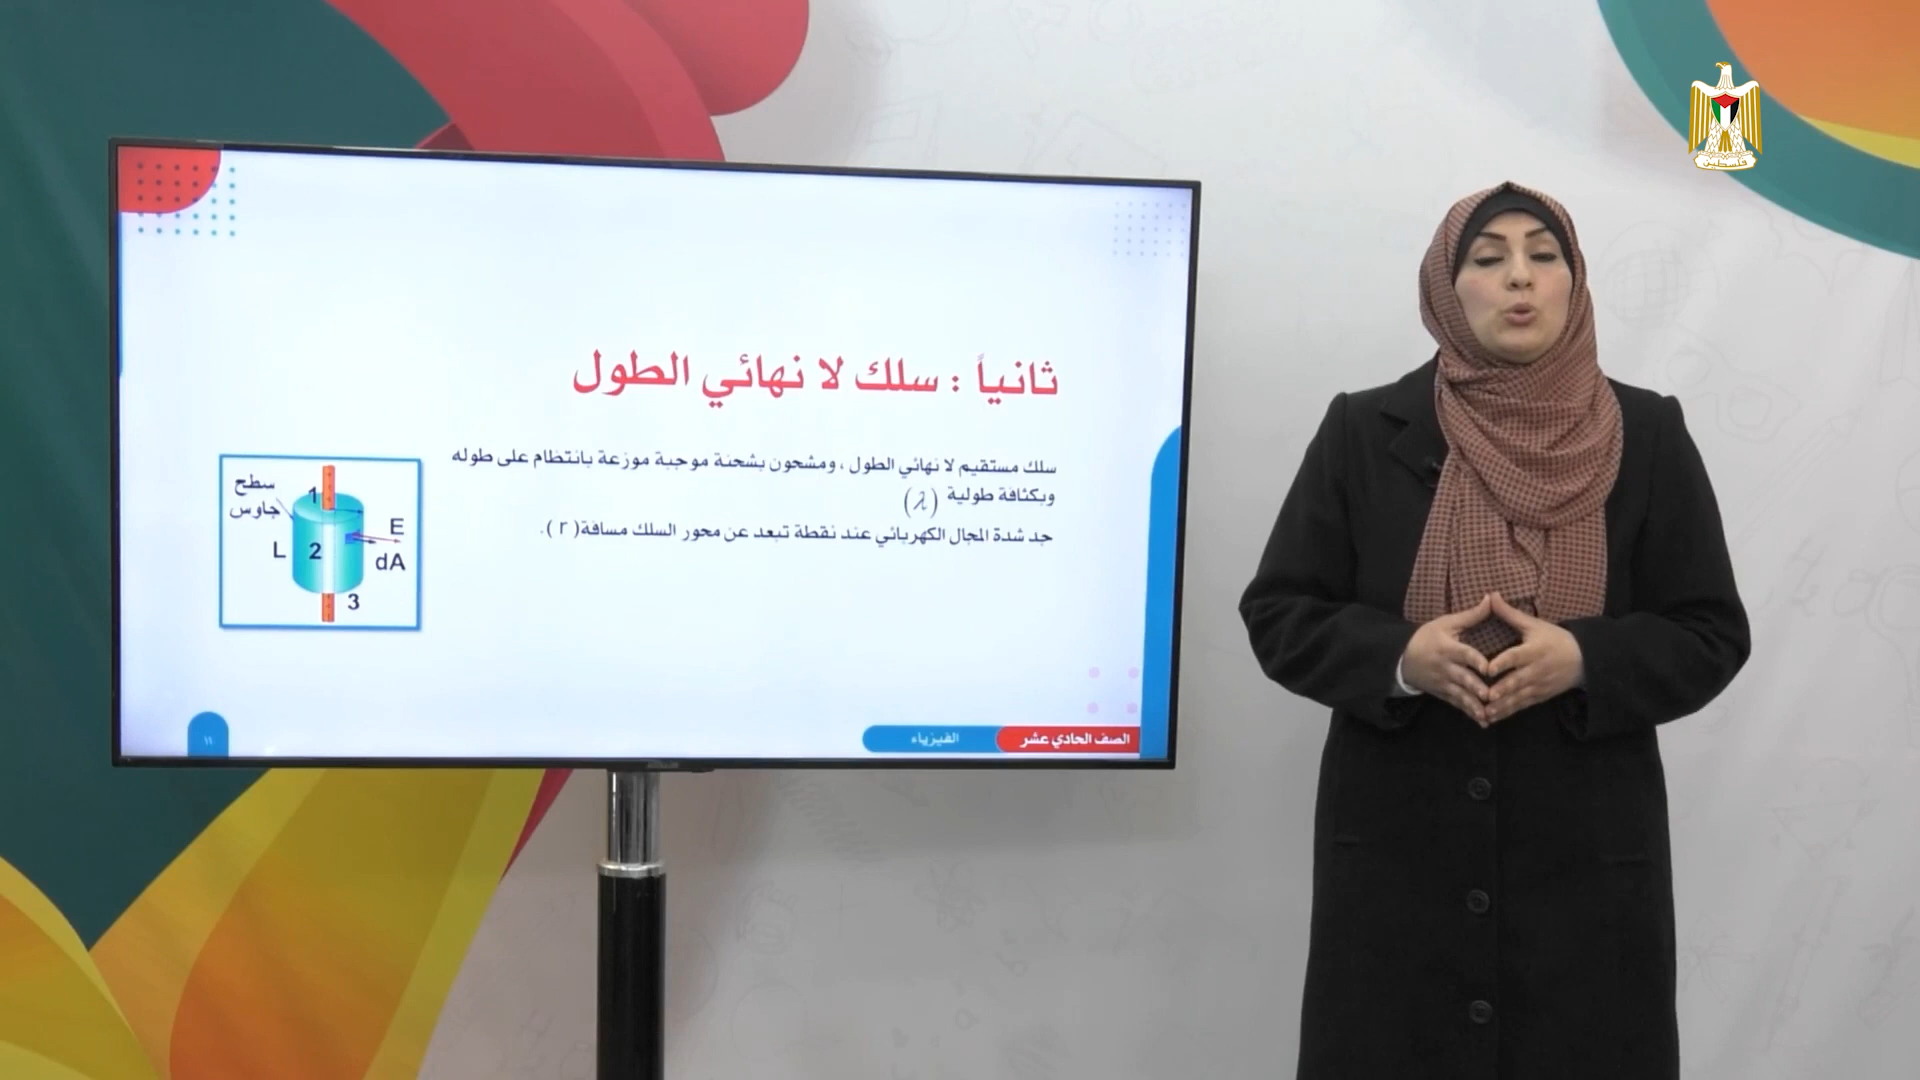 فلسطين
ثانياً : سلك لا نهائي الطول
سلك مستقيم لا نهائي الطول ، ومشحون بشحنة موجبة موزعة بانتظام على طوله
وبكثافة طولية (λ)
جد شدة المجال الكهربائي عند نقطة تبعد عن محور السلك مسافة( r ).
سطح
جاوس
1
E
L
2
dA
3
الصف الحادي عشر
الفيزياء
١١